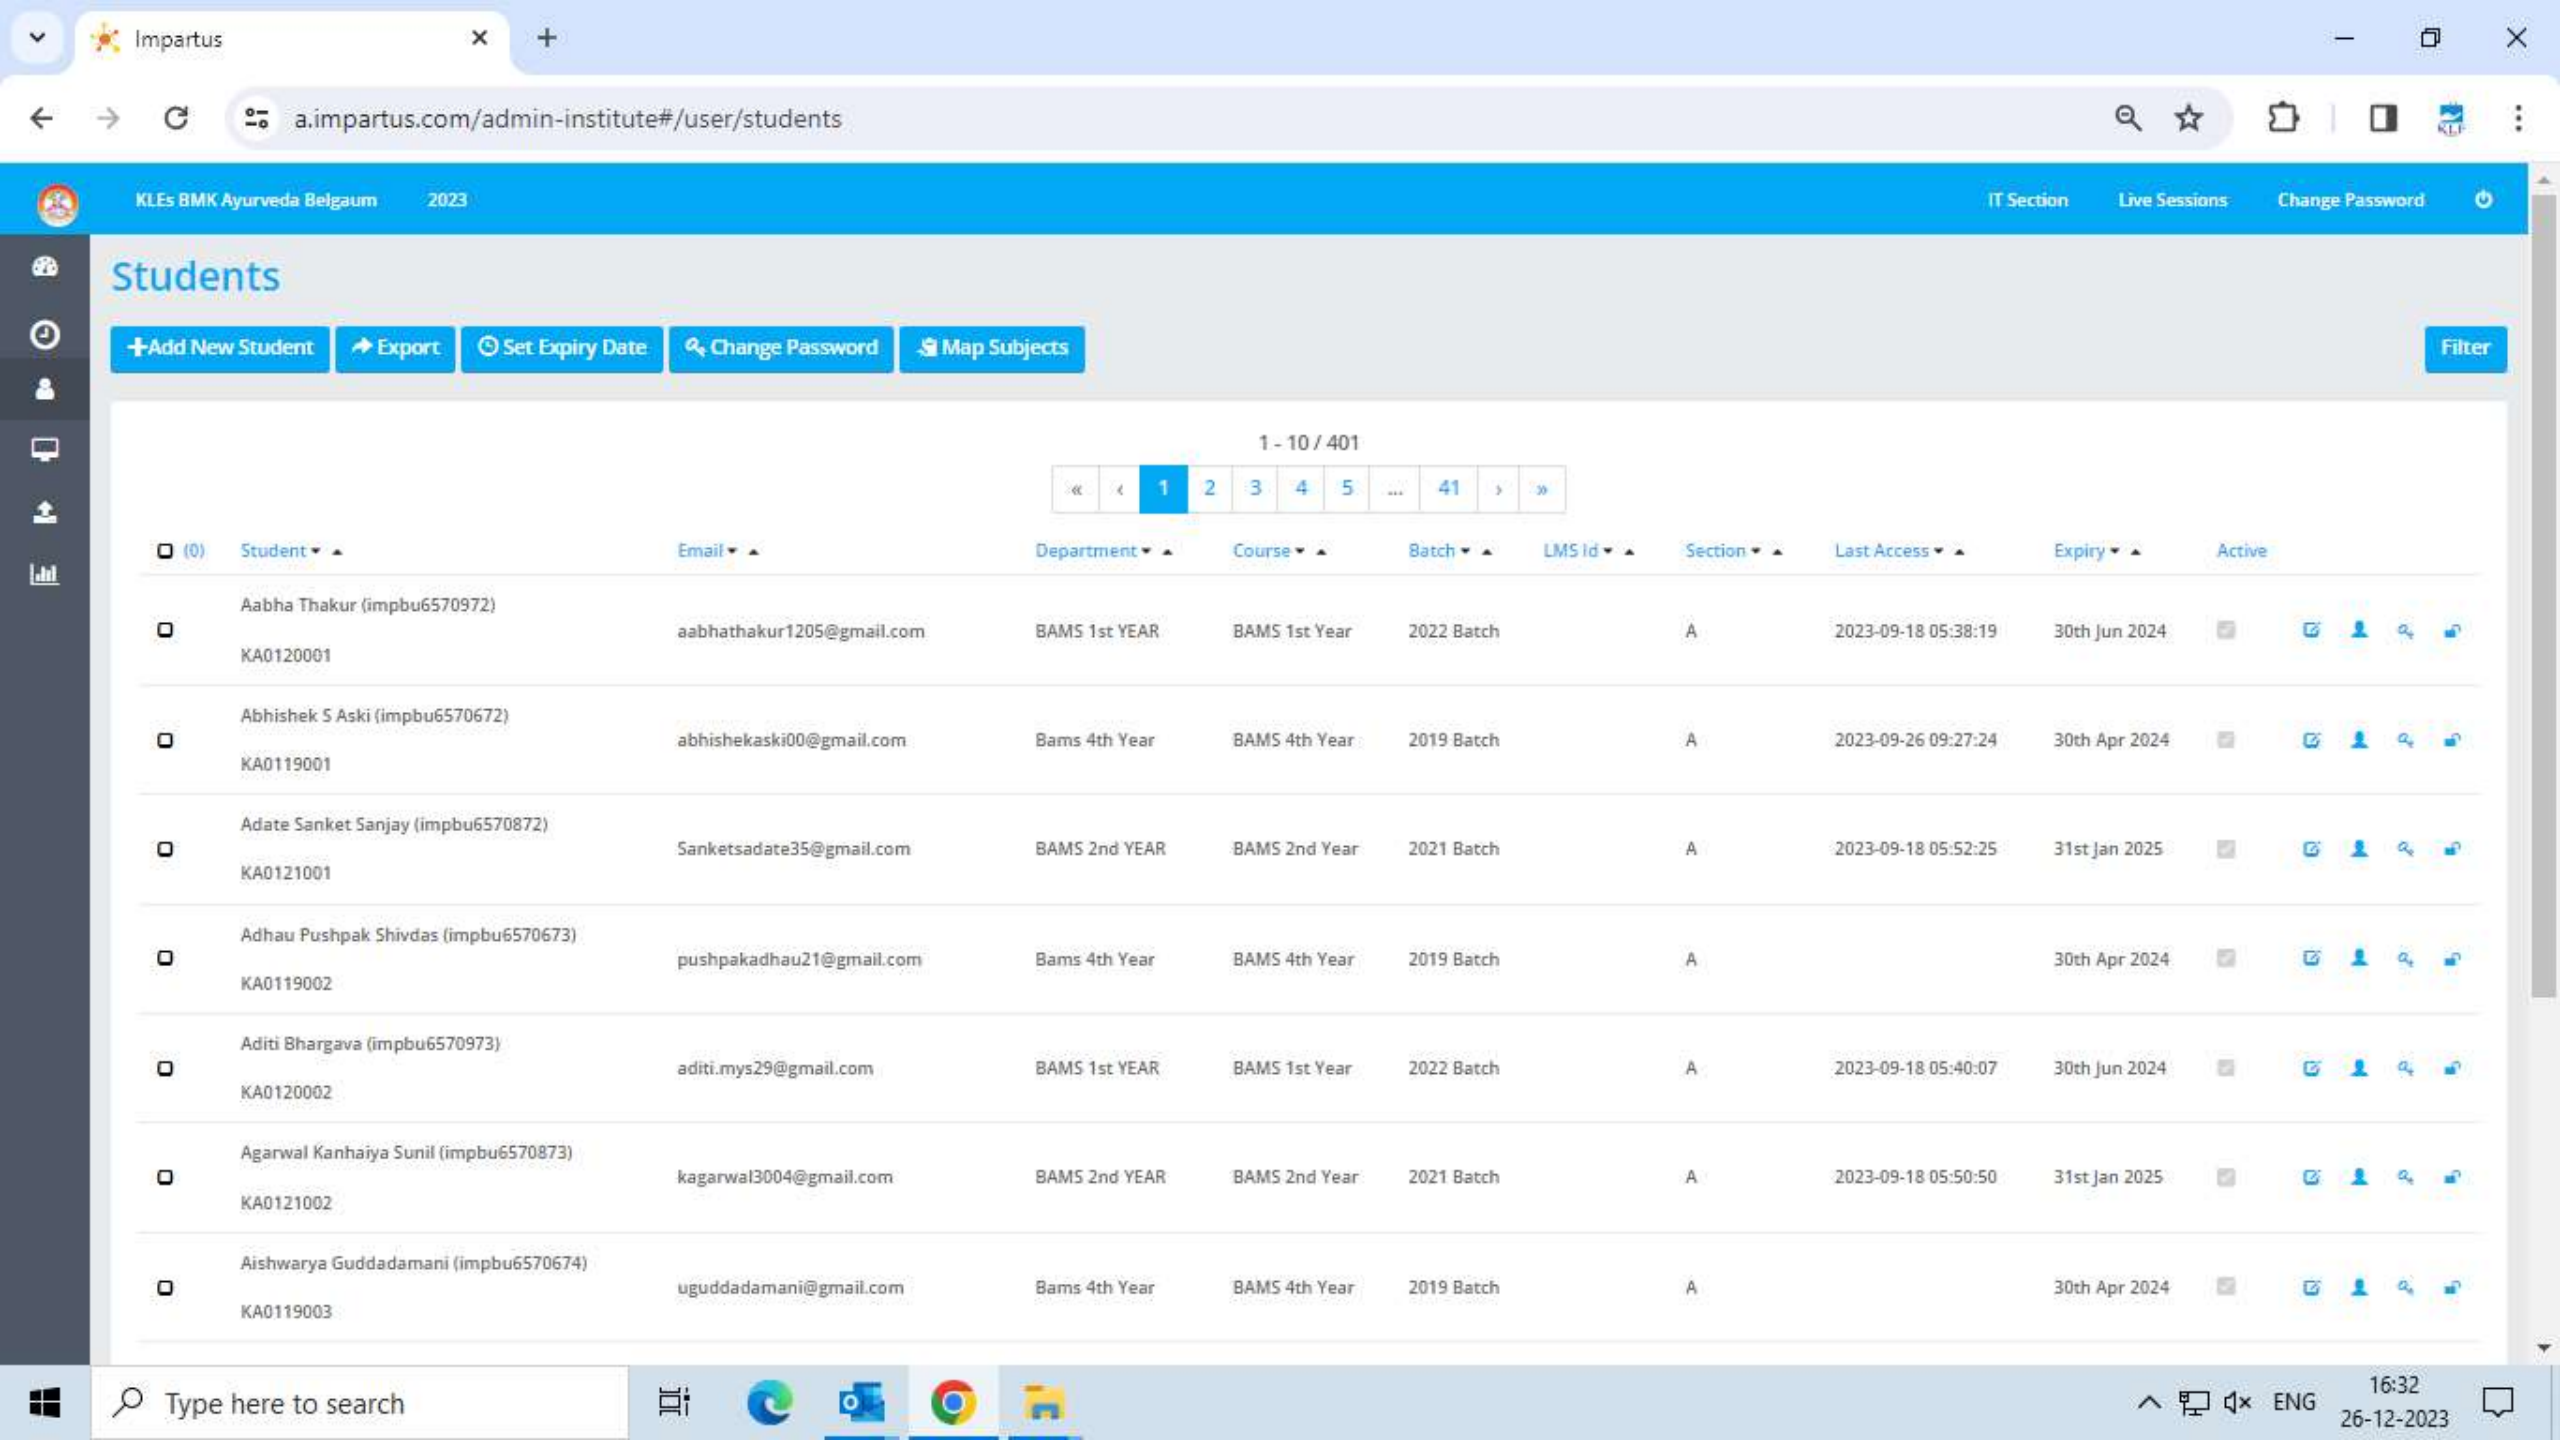 Impartus
a.impartus.com/admin-institute#/user/students
KLEs BMK Ayurveda Belgaum 2023 IT Section Live Sessions Change Password
Students
+Add New Student Export Set Expiry Date Change Password Map Subjects Filter
1 - 10 / 401
« ‹ 1 2 3 4 5 ... 41 › »
(0) Student Email Department Course Batch LMS Id Section Last Access Expiry Active
Aabha Thakur (impbu6570972)
aabhathakur1205@gmail.com BAMS 1st YEAR BAMS 1st Year 2022 Batch A 2023-09-18 05:38:19 30th Jun 2024
KA0120001
Abhishek S Aski (impbu6570672)
abhishekaski00@gmail.com Bams 4th Year BAMS 4th Year 2019 Batch A 2023-09-26 09:27:24 30th Apr 2024
KA0119001
Adate Sanket Sanjay (impbu6570872)
Sanketsadate35@gmail.com BAMS 2nd YEAR BAMS 2nd Year 2021 Batch A 2023-09-18 05:52:25 31st Jan 2025
KA0121001
Adhau Pushpak Shivdas (impbu6570673)
pushpakadhau21@gmail.com Bams 4th Year BAMS 4th Year 2019 Batch A 30th Apr 2024
KA0119002
Aditi Bhargava (impbu6570973)
aditi.mys29@gmail.com BAMS 1st YEAR BAMS 1st Year 2022 Batch A 2023-09-18 05:40:07 30th Jun 2024
KA0120002
Agarwal Kanhaiya Sunil (impbu6570873)
kagarwal3004@gmail.com BAMS 2nd YEAR BAMS 2nd Year 2021 Batch A 2023-09-18 05:50:50 31st Jan 2025
KA0121002
Aishwarya Guddadamani (impbu6570674)
uguddadamani@gmail.com Bams 4th Year BAMS 4th Year 2019 Batch A 30th Apr 2024
KA0119003
Type here to search
ENG
16:32
26-12-2023